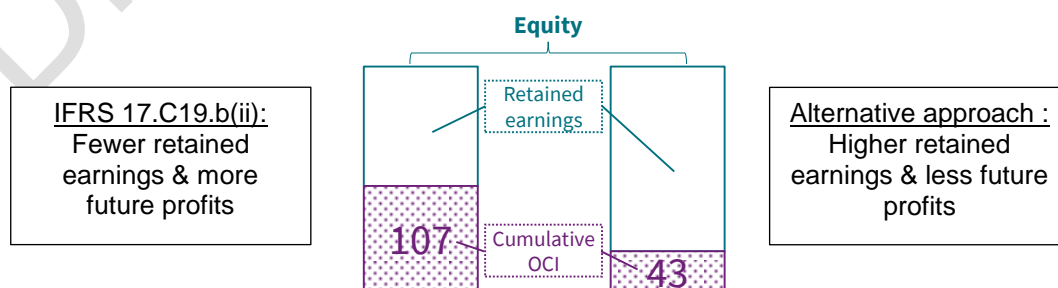 Equity
IFRS 17.C19.b(ii):
Fewer retained
earnings & more
future profits
Retained
earnings
Alternative approach :
Higher retained
earnings & less future
profits
107
Cumulative
OCI
43